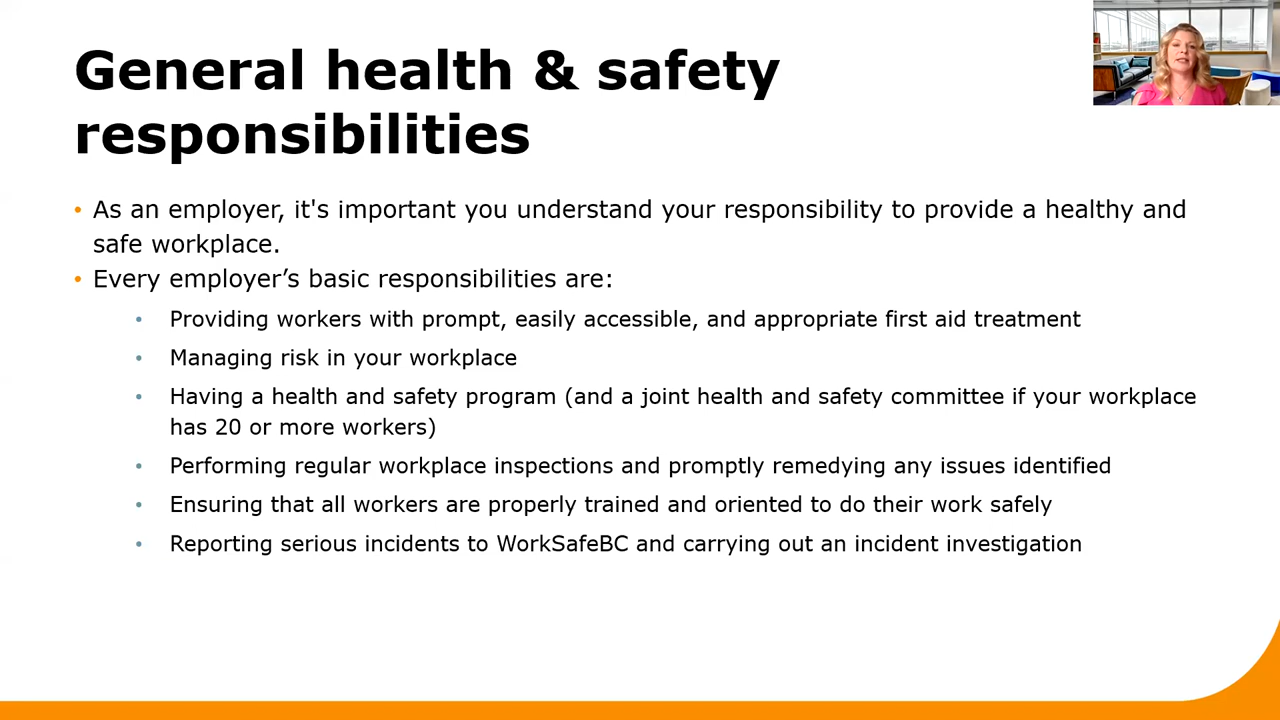 General health & safety
responsibilities
• As an employer, it's important you understand your responsibility to provide a healthy and
safe workplace.
• Every employer’s basic responsibilities are:
• Providing workers with prompt, easily accessible, and appropriate first aid treatment
• Managing risk in your workplace
• Having a health and safety program (and a joint health and safety committee if your workplace
has 20 or more workers)
• Performing regular workplace inspections and promptly remedying any issues identified
• Ensuring that all workers are properly trained and oriented to do their work safely
• Reporting serious incidents to WorkSafeBC and carrying out an incident investigation